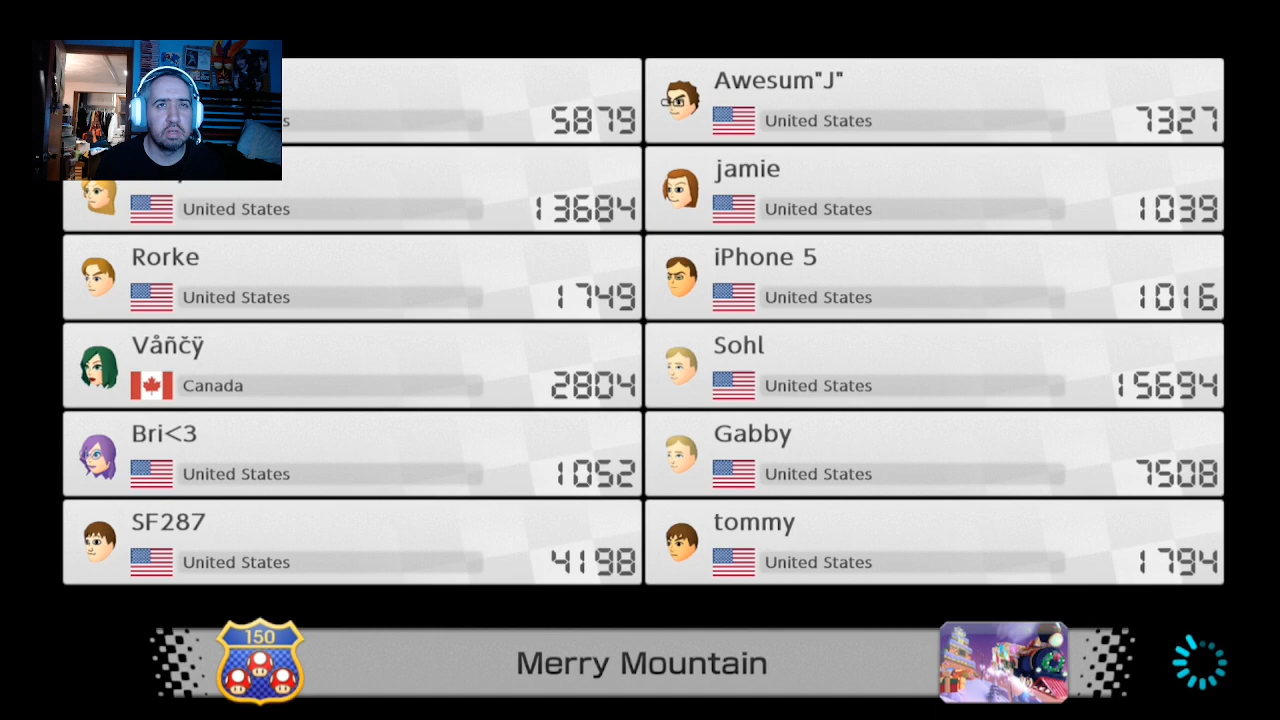 5879
United States
13684
Rorke
United States
1749
Våñčÿ
Canada
2804
Bri<3
United States
1052
SF287
United States
4198
Awesum"J"
United States
7327
jamie
United States
1039
iPhone 5
United States
1016
Sohl
United States
15694
Gabby
United States
7508
tommy
United States
1794
150
Merry Mountain